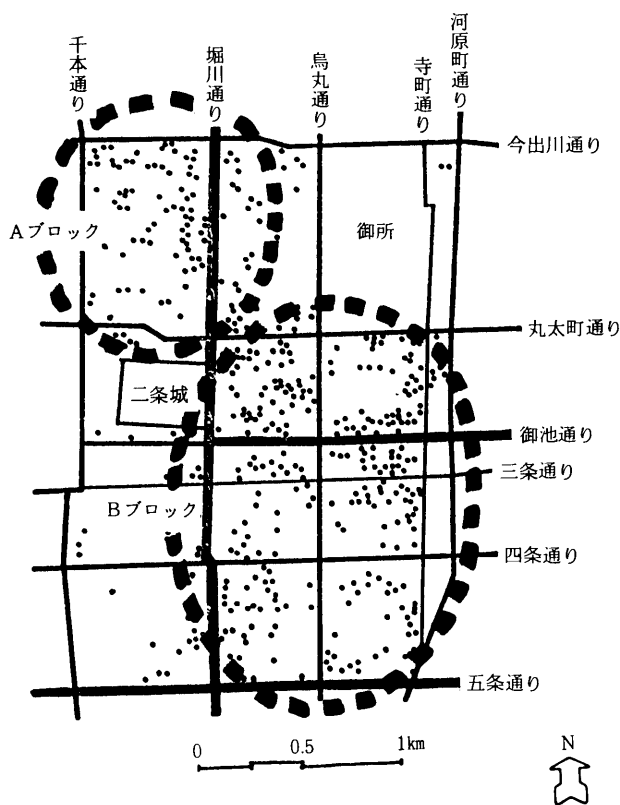 千本通り
堀川通り
烏丸通り
寺町通り
河原町通り
今出川通り
Aブロック
御所
丸太町通り
二条城
御池通り
三条通り
Bブロック
四条通り
五条通り
0 0.5 1km
N